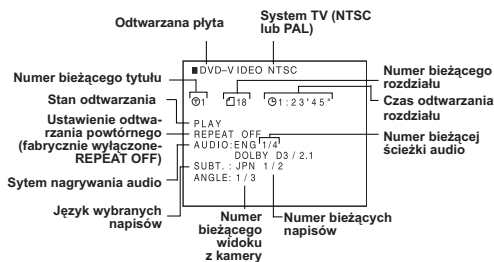 Odtwarzana płyta
System TV (NTSC
lub PAL)
DVD–VIDEO NTSC
Numer bieżącego tytułu
T1
18
1:23'45"
Numer bieżącego
rozdziału
Czas odtwarzania
rozdziału
Stan odtwarzania
PLAY
Ustawienie odtwa-
rzania powtórnego
(fabrycznie wyłączone-
REPEAT OFF)
REPEAT OFF
AUDIO:ENG 1/4
DOLBY D3/2.1
Numer bieżącej
ścieżki audio
Sytem nagrywania audio
SUBT. : JPN 1/2
ANGLE: 1/3
Język wybranych
napisów
Numer
bieżącego
widoku
z kamery
Numer bieżących
napisów